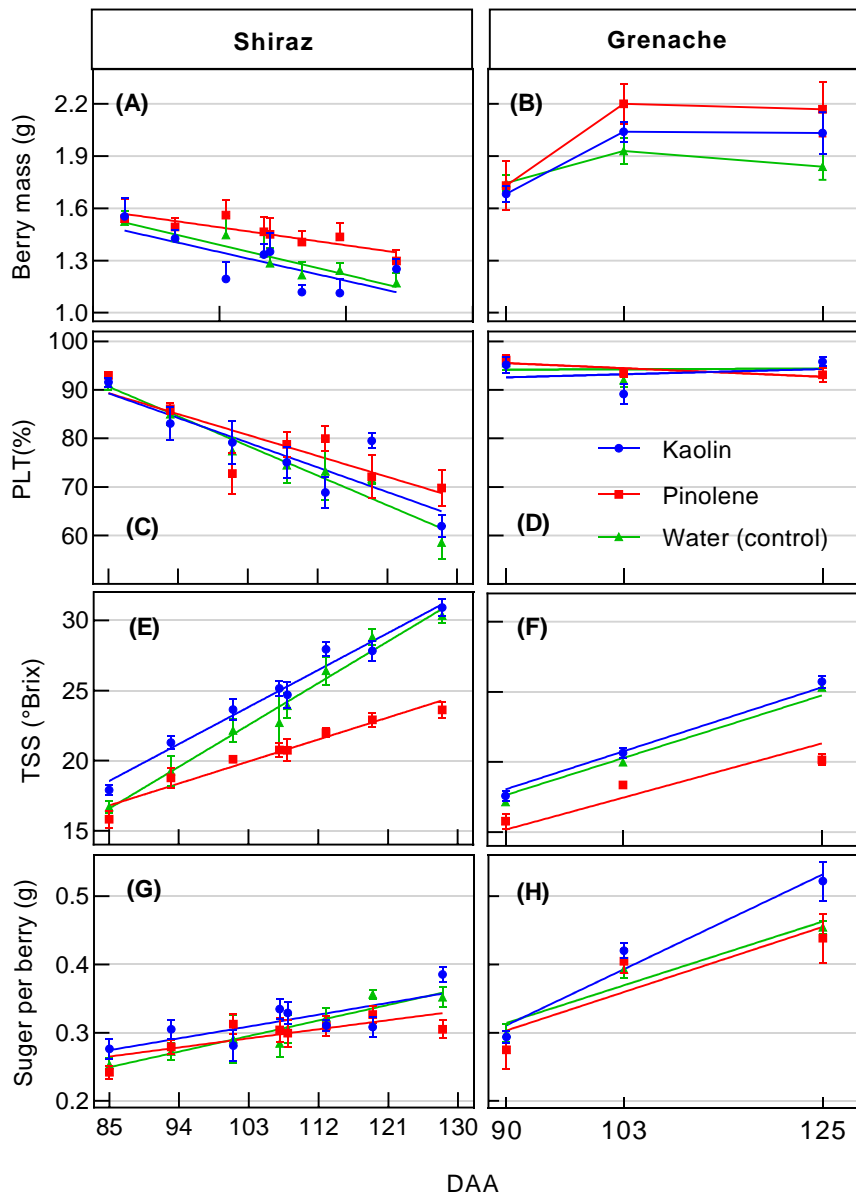 Shiraz
Grenache
Berry mass (g)
2.2
1.9
1.6
1.3
1.0
(A)
(B)
PLT(%)
100
90
80
70
60
(C)
(D)
Kaolin
Pinolene
Water (control)
TSS (°Brix)
30
25
20
15
(E)
(F)
Suger per berry (g)
0.5
0.4
0.3
0.2
(G)
(H)
85 94 103 112 121 130
90 103 125
DAA